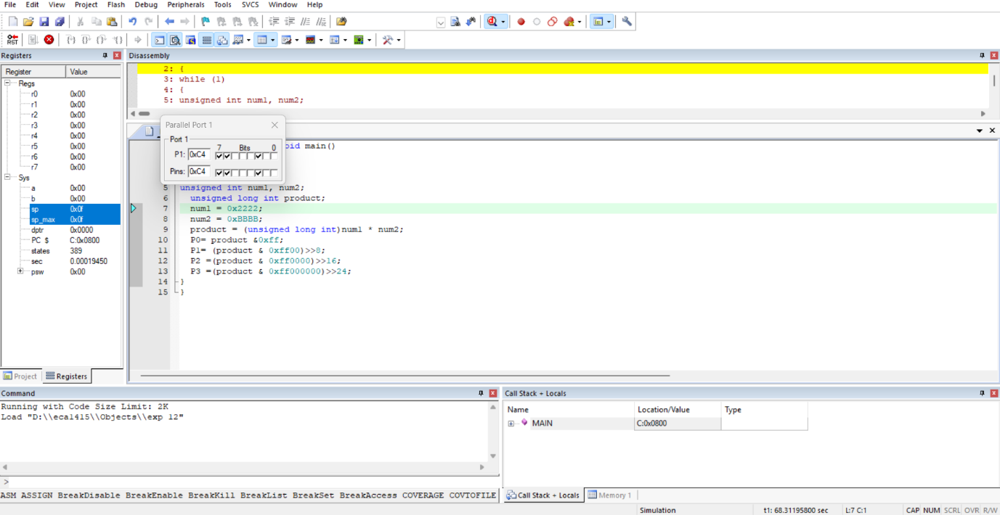 File Edit View Project Flash Debug Peripherals Tools SVCS Window Help
RST
Registers
Register Value
Regs
r0 0x00
r1 0x00
r2 0x00
r3 0x00
r4 0x00
r5 0x00
r6 0x00
r7 0x00
Sys
a 0x00
b 0x00
sp 0x0f
sp_max 0x0f
dptr 0x0000
PC $ C:0x0800
states 389
sec 0.00019450
psw 0x00
Project Registers
Disassembly
2: {
3: while (1)
4: {
5: unsigned int num1, num2;
Parallel Port 1
Port 1
7 Bits 0
P1: 0xC4
Pins: 0xC4
oid main()
5 unsigned int num1, num2;
6 unsigned long int product;
7 num1 = 0x2222;
8 num2 = 0xBBBB;
9 product = (unsigned long int)num1 * num2;
10 P0= product &0xff;
11 P1= (product & 0xff00)>>8;
12 P2 =(product & 0xff0000)>>16;
13 P3 =(product & 0xff000000)>>24;
14 }
15 }
Command
Running with Code Size Limit: 2K
Load "D:\\eca1415\\Objects\\exp 12"
>
ASM ASSIGN BreakDisable BreakEnable BreakKill BreakList BreakSet BreakAccess COVERAGE COVTOFILE
Call Stack + Locals
Name Location/Value Type
MAIN C:0x0800
Call Stack + Locals Memory 1
Simulation t1: 68.31195800 sec L:7 C:1 CAP NUM SCRL OVR R/W